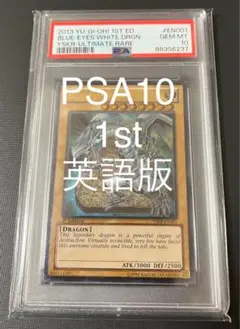 2013 YU-GI-OH! 1ST ED. #EN001
BLUE-EYES WHITE DRGN. GEM MT
YSKR-ULTIMATE RARE 10
PSA
PSA10
1st
英語版
[DRAGON]
This legendary dragon is a powerful engine of
destruction. Virtually invincible, very few have faced
this awesome creature and lived to tell the tale.
ATK/3000 DEF/2500